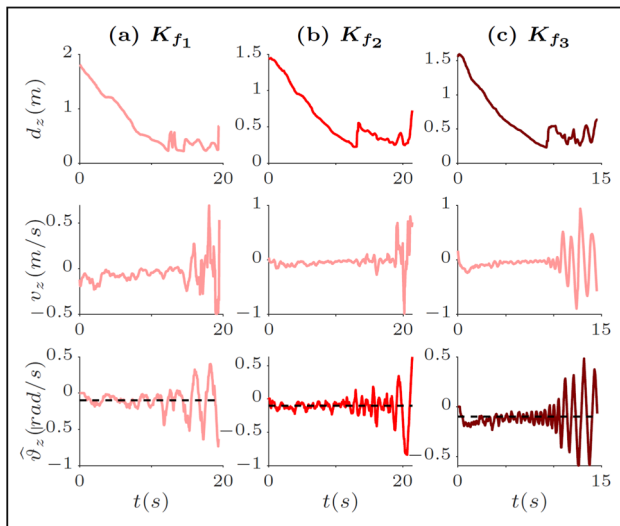 (a) K_{f_1} (b) K_{f_2} (c) K_{f_3}
d_z(m)
2 1.5 1.5
1 1 1
0.5 0.5
0 0 0
0 20 0 20 0 15
−v_z(m/s)
0.5 1 1
0 0 0
−0.5 −1 −1
0 20 0 20 0 15
\widehat{ϑ}_z(rad/s)
0.5 0.5 0.5
0 0 0
−0.5 −0.5 −0.5
−1 −1
0 20 0 20 0 15
t(s) t(s) t(s)